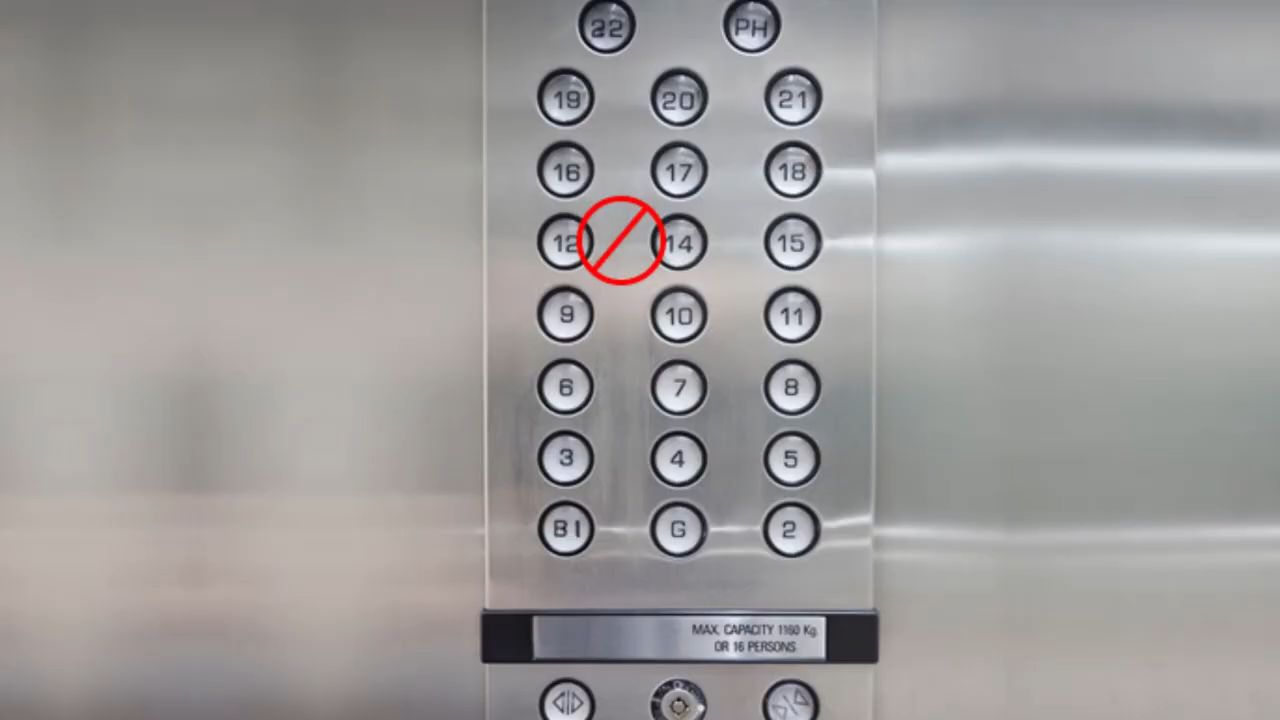 22 PH
19 20 21
16 17 18
12 14 15
9 10 11
6 7 8
3 4 5
B1 G 2
MAX. CAPACITY 1160 Kg.
OR 16 PERSONS